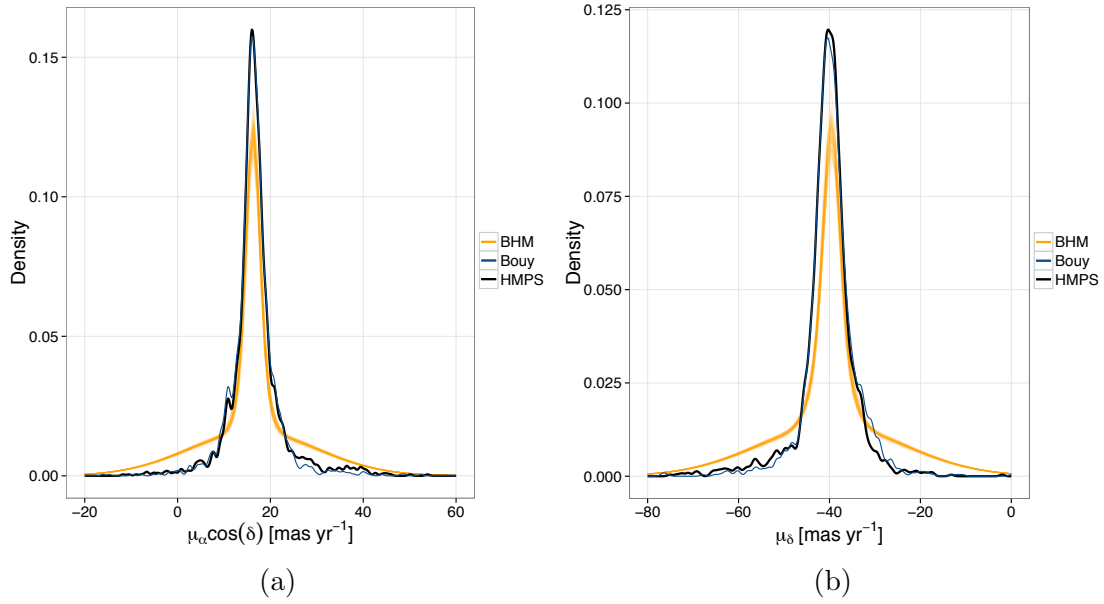 0.15
0.10
0.05
0.00
Density
−20 0 20 40 60
μαcos(δ) [mas yr⁻¹]
BHM
Bouy
HMPS
(a)
0.125
0.100
0.075
0.050
0.025
0.000
Density
−80 −60 −40 −20 0
μδ [mas yr⁻¹]
BHM
Bouy
HMPS
(b)